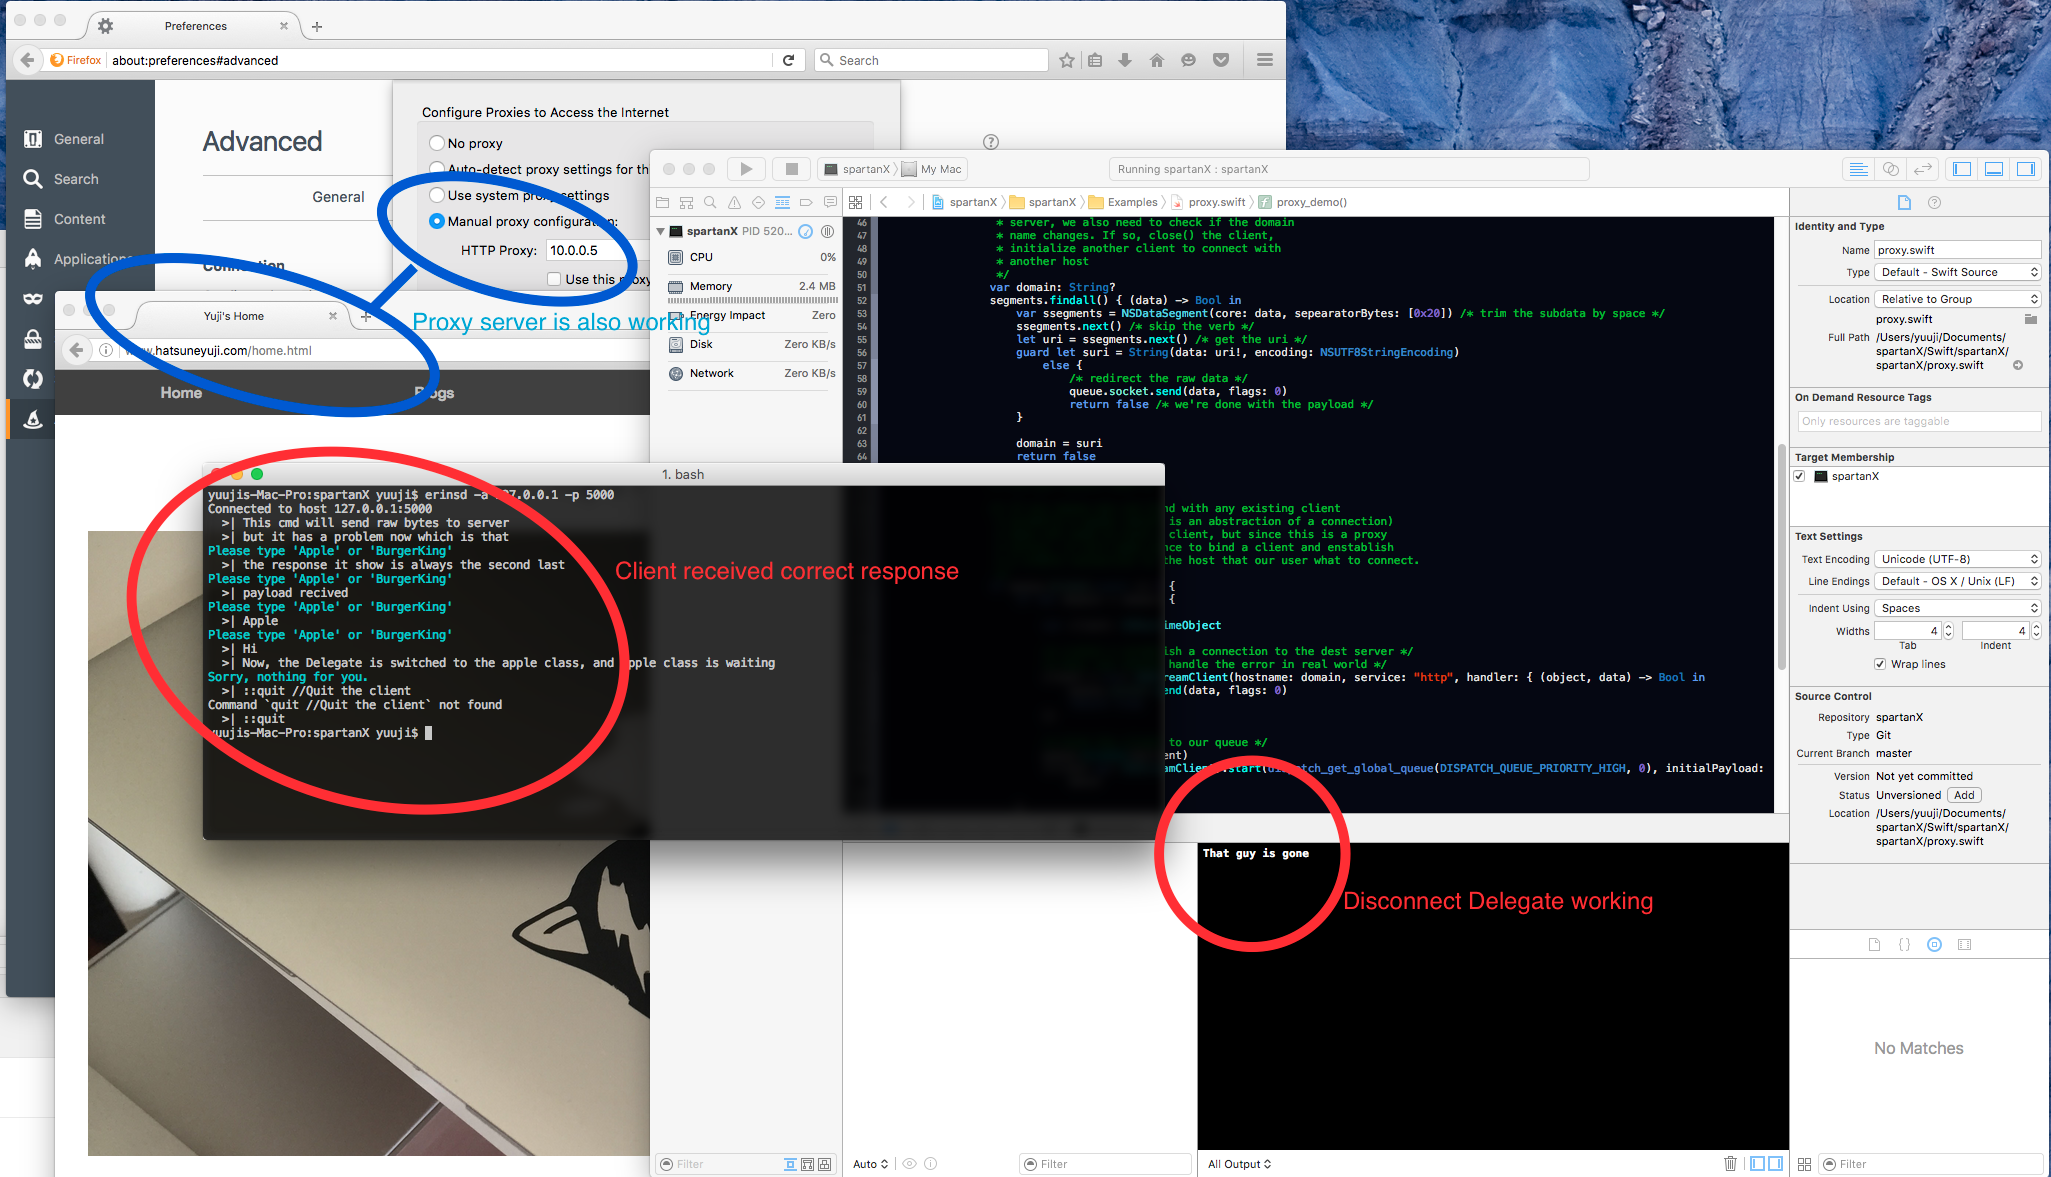 Preferences
Firefox
about:preferences#advanced
Search
General
Search
Content
Applications
Advanced
General
Connection
Configure Proxies to Access the Internet
No proxy
Auto-detect proxy settings for th
Use system proxy settings
Manual proxy configuration:
HTTP Proxy: 10.0.0.5
Use this proxy
Proxy server is also working
Yuji's Home
www.hatsuneyuji.com/home.html
Home
Blogs
1. bash
yuujis-Mac-Pro:spartanX yuuji$ erinsd -a 127.0.0.1 -p 5000
Connected to host 127.0.0.1:5000
>| This cmd will send raw bytes to server
>| but it has a problem now which is that
Please type 'Apple' or 'BurgerKing'
>| the response it show is always the second last
Please type 'Apple' or 'BurgerKing'
>| payload recived
Please type 'Apple' or 'BurgerKing'
>| Apple
Please type 'Apple' or 'BurgerKing'
>| Hi
>| Now, the Delegate is switched to the apple class, and apple class is waiting
Sorry, nothing for you.
>| ::quit //Quit the client
Command `quit //Quit the client` not found
>| ::quit
yuujis-Mac-Pro:spartanX yuuji$
Client received correct response
spartanX
My Mac
Running spartanX : spartanX
spartanX
spartanX
Examples
proxy.swift
proxy_demo()
spartanX PID 520...
CPU 0%
Memory 2.4 MB
Energy Impact Zero
Disk Zero KB/s
Network Zero KB/s
46 * server, we also need to check if the domain
47 * name changes. If so, close() the client,
48 * initialize another client to connect with
49 * another host
50 */
51 var domain: String?
52 segments.findall() { (data) -> Bool in
53 var ssegments = NSDataSegment(core: data, sepearatorBytes: [0x20]) /* trim the subdata by space */
54 ssegments.next() /* skip the verb */
55 let uri = ssegments.next() /* get the uri */
56 guard let suri = String(data: uri!, encoding: NSUTF8StringEncoding)
57 else {
58 /* redirect the raw data */
59 queue.socket.send(data, flags: 0)
60 return false /* we're done with the payload */
61 }
62
63 domain = suri
64 return false
nd with any existing client
is an abstraction of a connection)
client, but since this is a proxy
nce to bind a client and enstablish
the host that our user what to connect.
{
{
imeObject
ish a connection to the dest server */
handle the error in real world */
reamClient(hostname: domain, service: "http", handler: { (object, data) -> Bool in
end(data, flags: 0)
to our queue */
ent)
eamClient.start(dispatch_get_global_queue(DISPATCH_QUEUE_PRIORITY_HIGH, 0), initialPayload:
That guy is gone
Disconnect Delegate working
Filter
Auto
Filter
All Output
Identity and Type
Name proxy.swift
Type Default - Swift Source
Location Relative to Group
proxy.swift
Full Path /Users/yuuji/Documents/
spartanX/Swift/spartanX/
spartanX/proxy.swift
On Demand Resource Tags
Only resources are taggable
Target Membership
spartanX
Text Settings
Text Encoding Unicode (UTF-8)
Line Endings Default - OS X / Unix (LF)
Indent Using Spaces
Widths 4 4
Tab Indent
Wrap lines
Source Control
Repository spartanX
Type Git
Current Branch master
Version Not yet committed
Status Unversioned Add
Location /Users/yuuji/Documents/
spartanX/Swift/spartanX/
spartanX/proxy.swift
No Matches
Filter